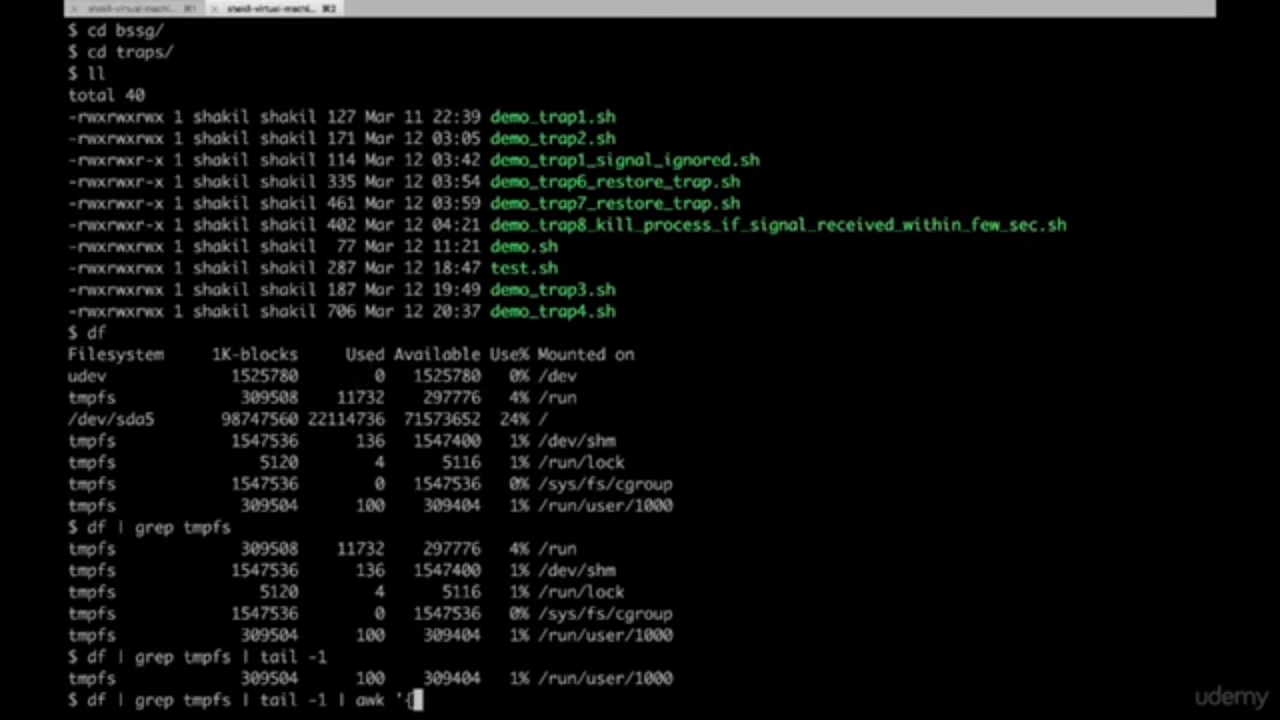 $ cd bssg/
$ cd traps/
$ ll
total 40
-rwxrwxrwx 1 shakil shakil 127 Mar 11 22:39 demo_trap1.sh
-rwxrwxrwx 1 shakil shakil 171 Mar 12 03:05 demo_trap2.sh
-rwxrwxr-x 1 shakil shakil 114 Mar 12 03:42 demo_trap1_signal_ignored.sh
-rwxrwxr-x 1 shakil shakil 335 Mar 12 03:54 demo_trap6_restore_trap.sh
-rwxrwxr-x 1 shakil shakil 461 Mar 12 03:59 demo_trap7_restore_trap.sh
-rwxrwxr-x 1 shakil shakil 402 Mar 12 04:21 demo_trap8_kill_process_if_signal_received_within_few_sec.sh
-rwxrwxrwx 1 shakil shakil  77 Mar 12 11:21 demo.sh
-rwxrwxrwx 1 shakil shakil 287 Mar 12 18:47 test.sh
-rwxrwxrwx 1 shakil shakil 187 Mar 12 19:49 demo_trap3.sh
-rwxrwxrwx 1 shakil shakil 706 Mar 12 20:37 demo_trap4.sh
$ df
Filesystem     1K-blocks     Used Available Use% Mounted on
udev             1525780        0   1525780   0% /dev
tmpfs             309508    11732    297776   4% /run
/dev/sda5       98747560 22114736  71573652  24% /
tmpfs            1547536      136   1547400   1% /dev/shm
tmpfs               5120        4      5116   1% /run/lock
tmpfs            1547536        0   1547536   0% /sys/fs/cgroup
tmpfs             309504      100    309404   1% /run/user/1000
$ df | grep tmpfs
tmpfs             309508    11732    297776   4% /run
tmpfs            1547536      136   1547400   1% /dev/shm
tmpfs               5120        4      5116   1% /run/lock
tmpfs            1547536        0   1547536   0% /sys/fs/cgroup
tmpfs             309504      100    309404   1% /run/user/1000
$ df | grep tmpfs | tail -1
tmpfs             309504      100    309404   1% /run/user/1000
$ df | grep tmpfs | tail -1 | awk '{
udemy